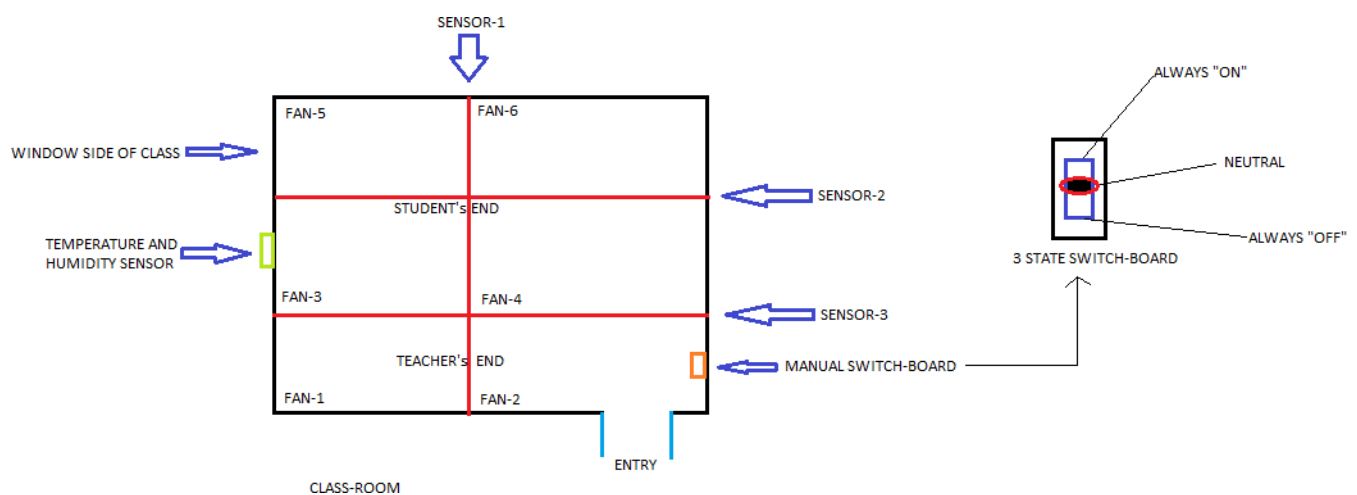 SENSOR-1
ALWAYS "ON"
FAN-5
FAN-6
WINDOW SIDE OF CLASS
NEUTRAL
SENSOR-2
STUDENT's END
ALWAYS "OFF"
TEMPERATURE AND
HUMIDITY SENSOR
3 STATE SWITCH-BOARD
FAN-3
FAN-4
SENSOR-3
TEACHER's END
MANUAL SWITCH-BOARD
FAN-1
FAN-2
ENTRY
CLASS-ROOM